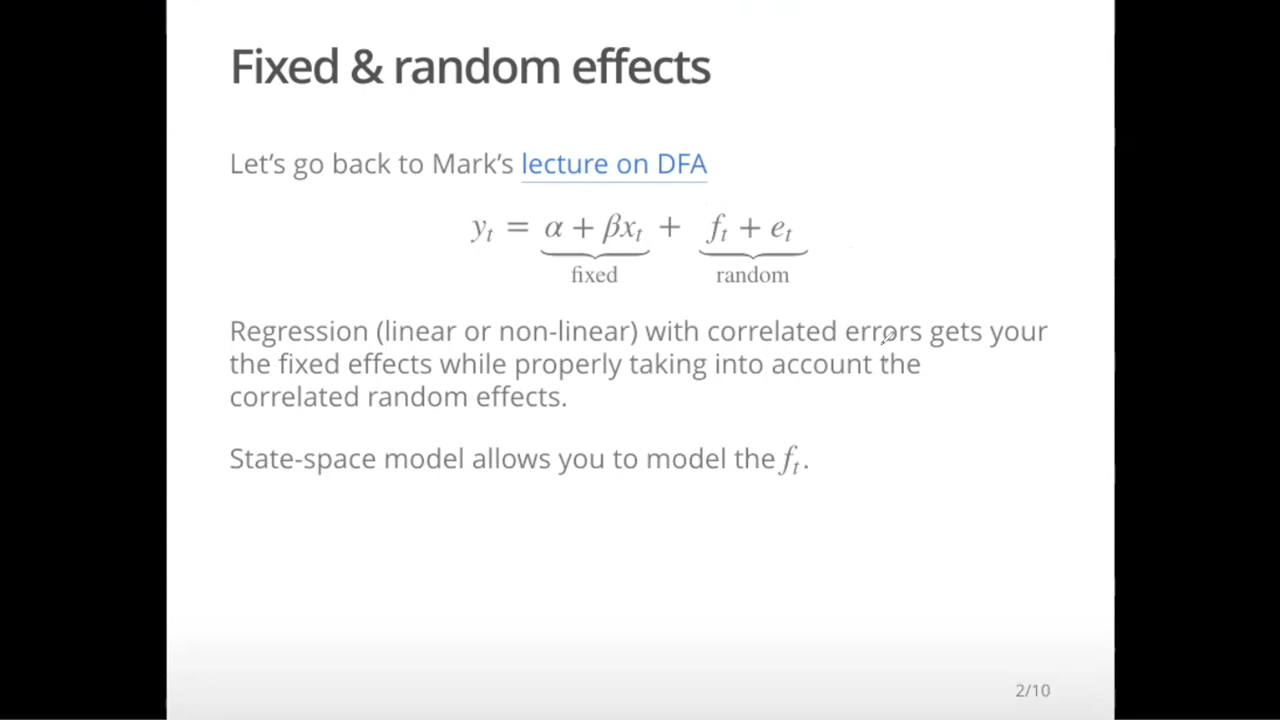 Fixed & random effects
Let's go back to Mark's lecture on DFA
yₜ = α + βxₜ + fₜ + eₜ
fixed random
Regression (linear or non-linear) with correlated errors gets your
the fixed effects while properly taking into account the
correlated random effects.
State-space model allows you to model the fₜ.
2/10